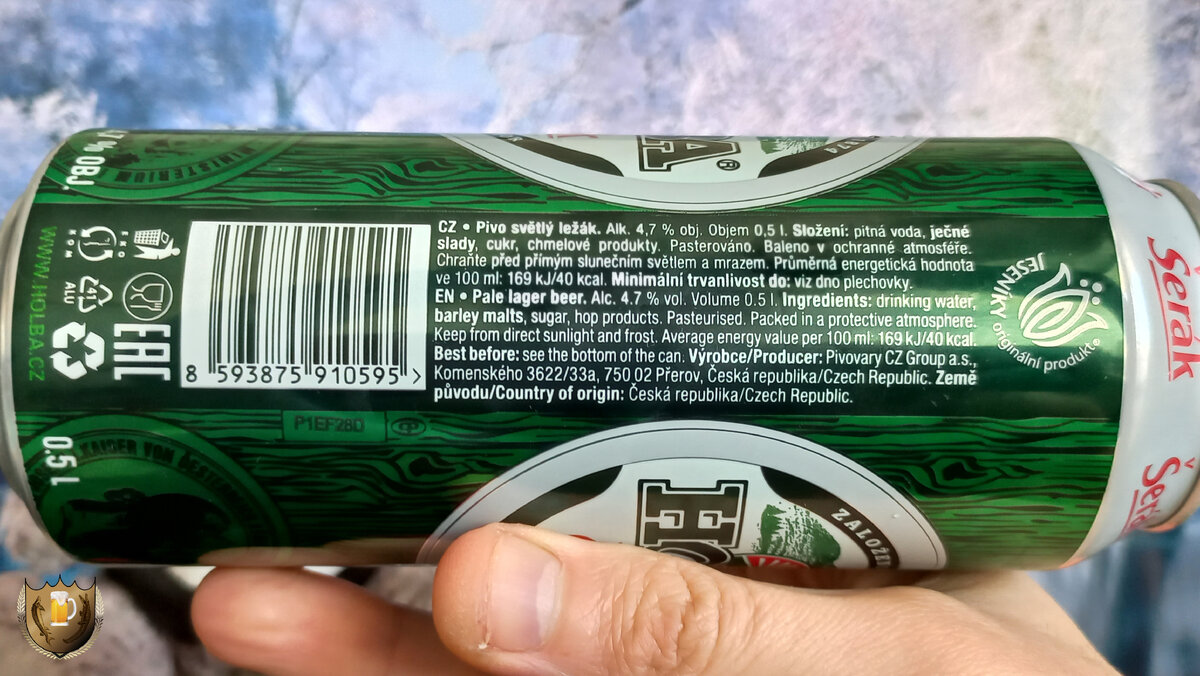 CZ • Pivo světlý ležák. Alk. 4,7 % obj. Objem 0,5 l. Složení: pitná voda, ječné
slady, cukr, chmelové produkty. Pasterováno. Baleno v ochranné atmosféře.
Chraňte před přímým slunečním světlem a mrazem. Průměrná energetická hodnota
ve 100 ml: 169 kJ/40 kcal. Minimální trvanlivost do: viz dno plechovky.
EN • Pale lager beer. Alc. 4.7 % vol. Volume 0.5 l. Ingredients: drinking water,
barley malts, sugar, hop products. Pasteurised. Packed in a protective atmosphere.
Keep from direct sunlight and frost. Average energy value per 100 ml: 169 kJ/40 kcal.
Best before: see the bottom of the can. Výrobce/Producer: Pivovary CZ Group a.s.,
Komenského 3622/33a, 750 02 Přerov, Česká republika/Czech Republic. Země
původu/Country of origin: Česká republika/Czech Republic.
8 593875 910595 >
P1EF28D
WWW.HOLBA.CZ
ALU
EAC
% OBJ.
MINISTERIUM
0.5 L
KAISER VON
JESENÍKY
originální produkt®
Šerák
®